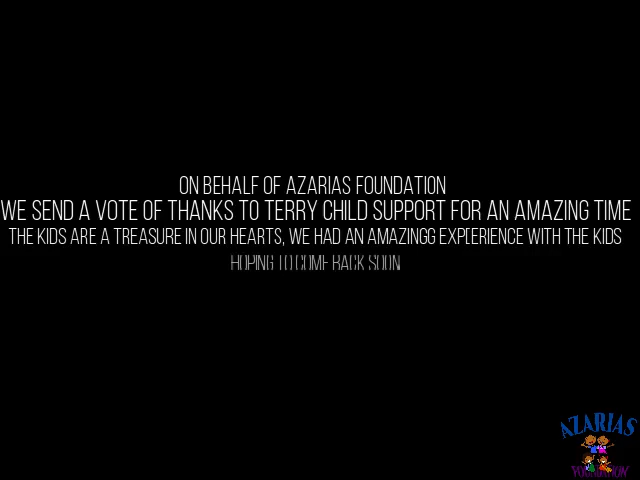 ON BEHALF OF AZARIAS FOUNDATION
WE SEND A VOTE OF THANKS TO TERRY CHILD SUPPORT FOR AN AMAZING TIME
THE KIDS ARE A TREASURE IN OUR HEARTS, WE HAD AN AMAZINGG EXP[ERIENCE WITH THE KIDS
HOPING TO COME BACK SOON
AZARIAS
FOUNDATION